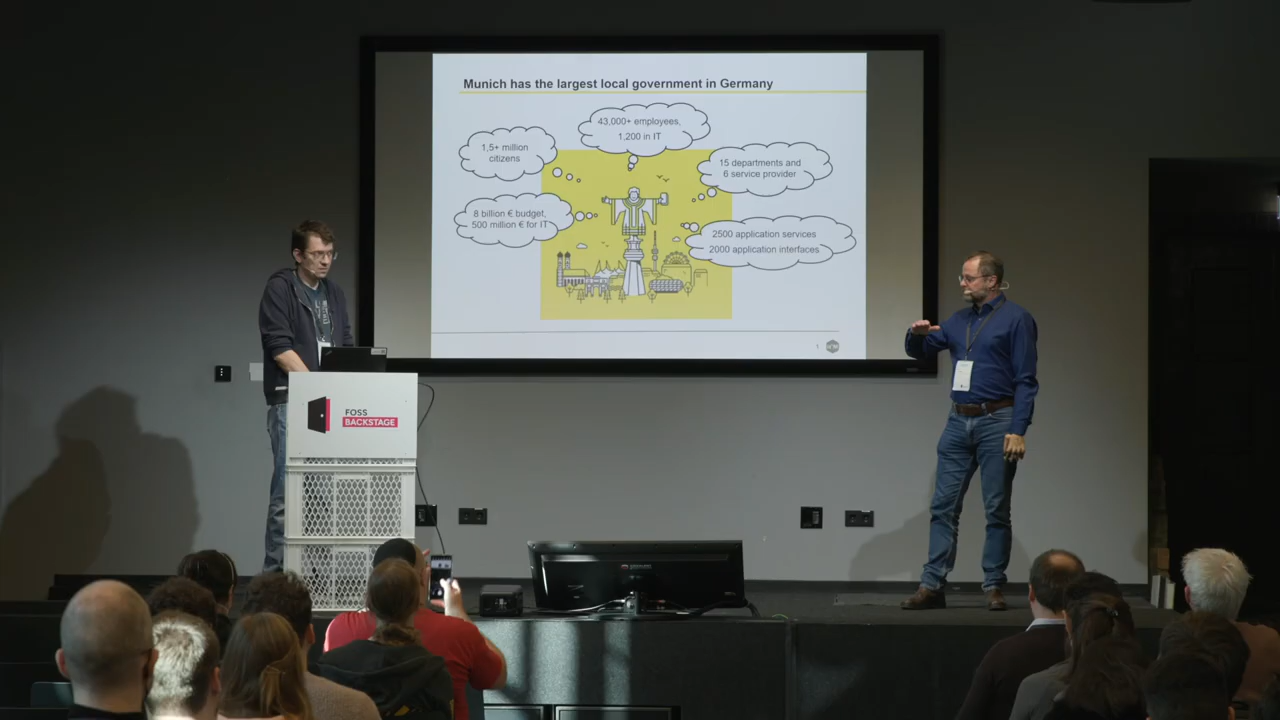 Munich has the largest local government in Germany
43,000+ employees,
1,200 in IT
1,5+ million
citizens
15 departments and
6 service provider
8 billion € budget,
500 million € for IT
2500 application services
2000 application interfaces
FOSS
BACKSTAGE